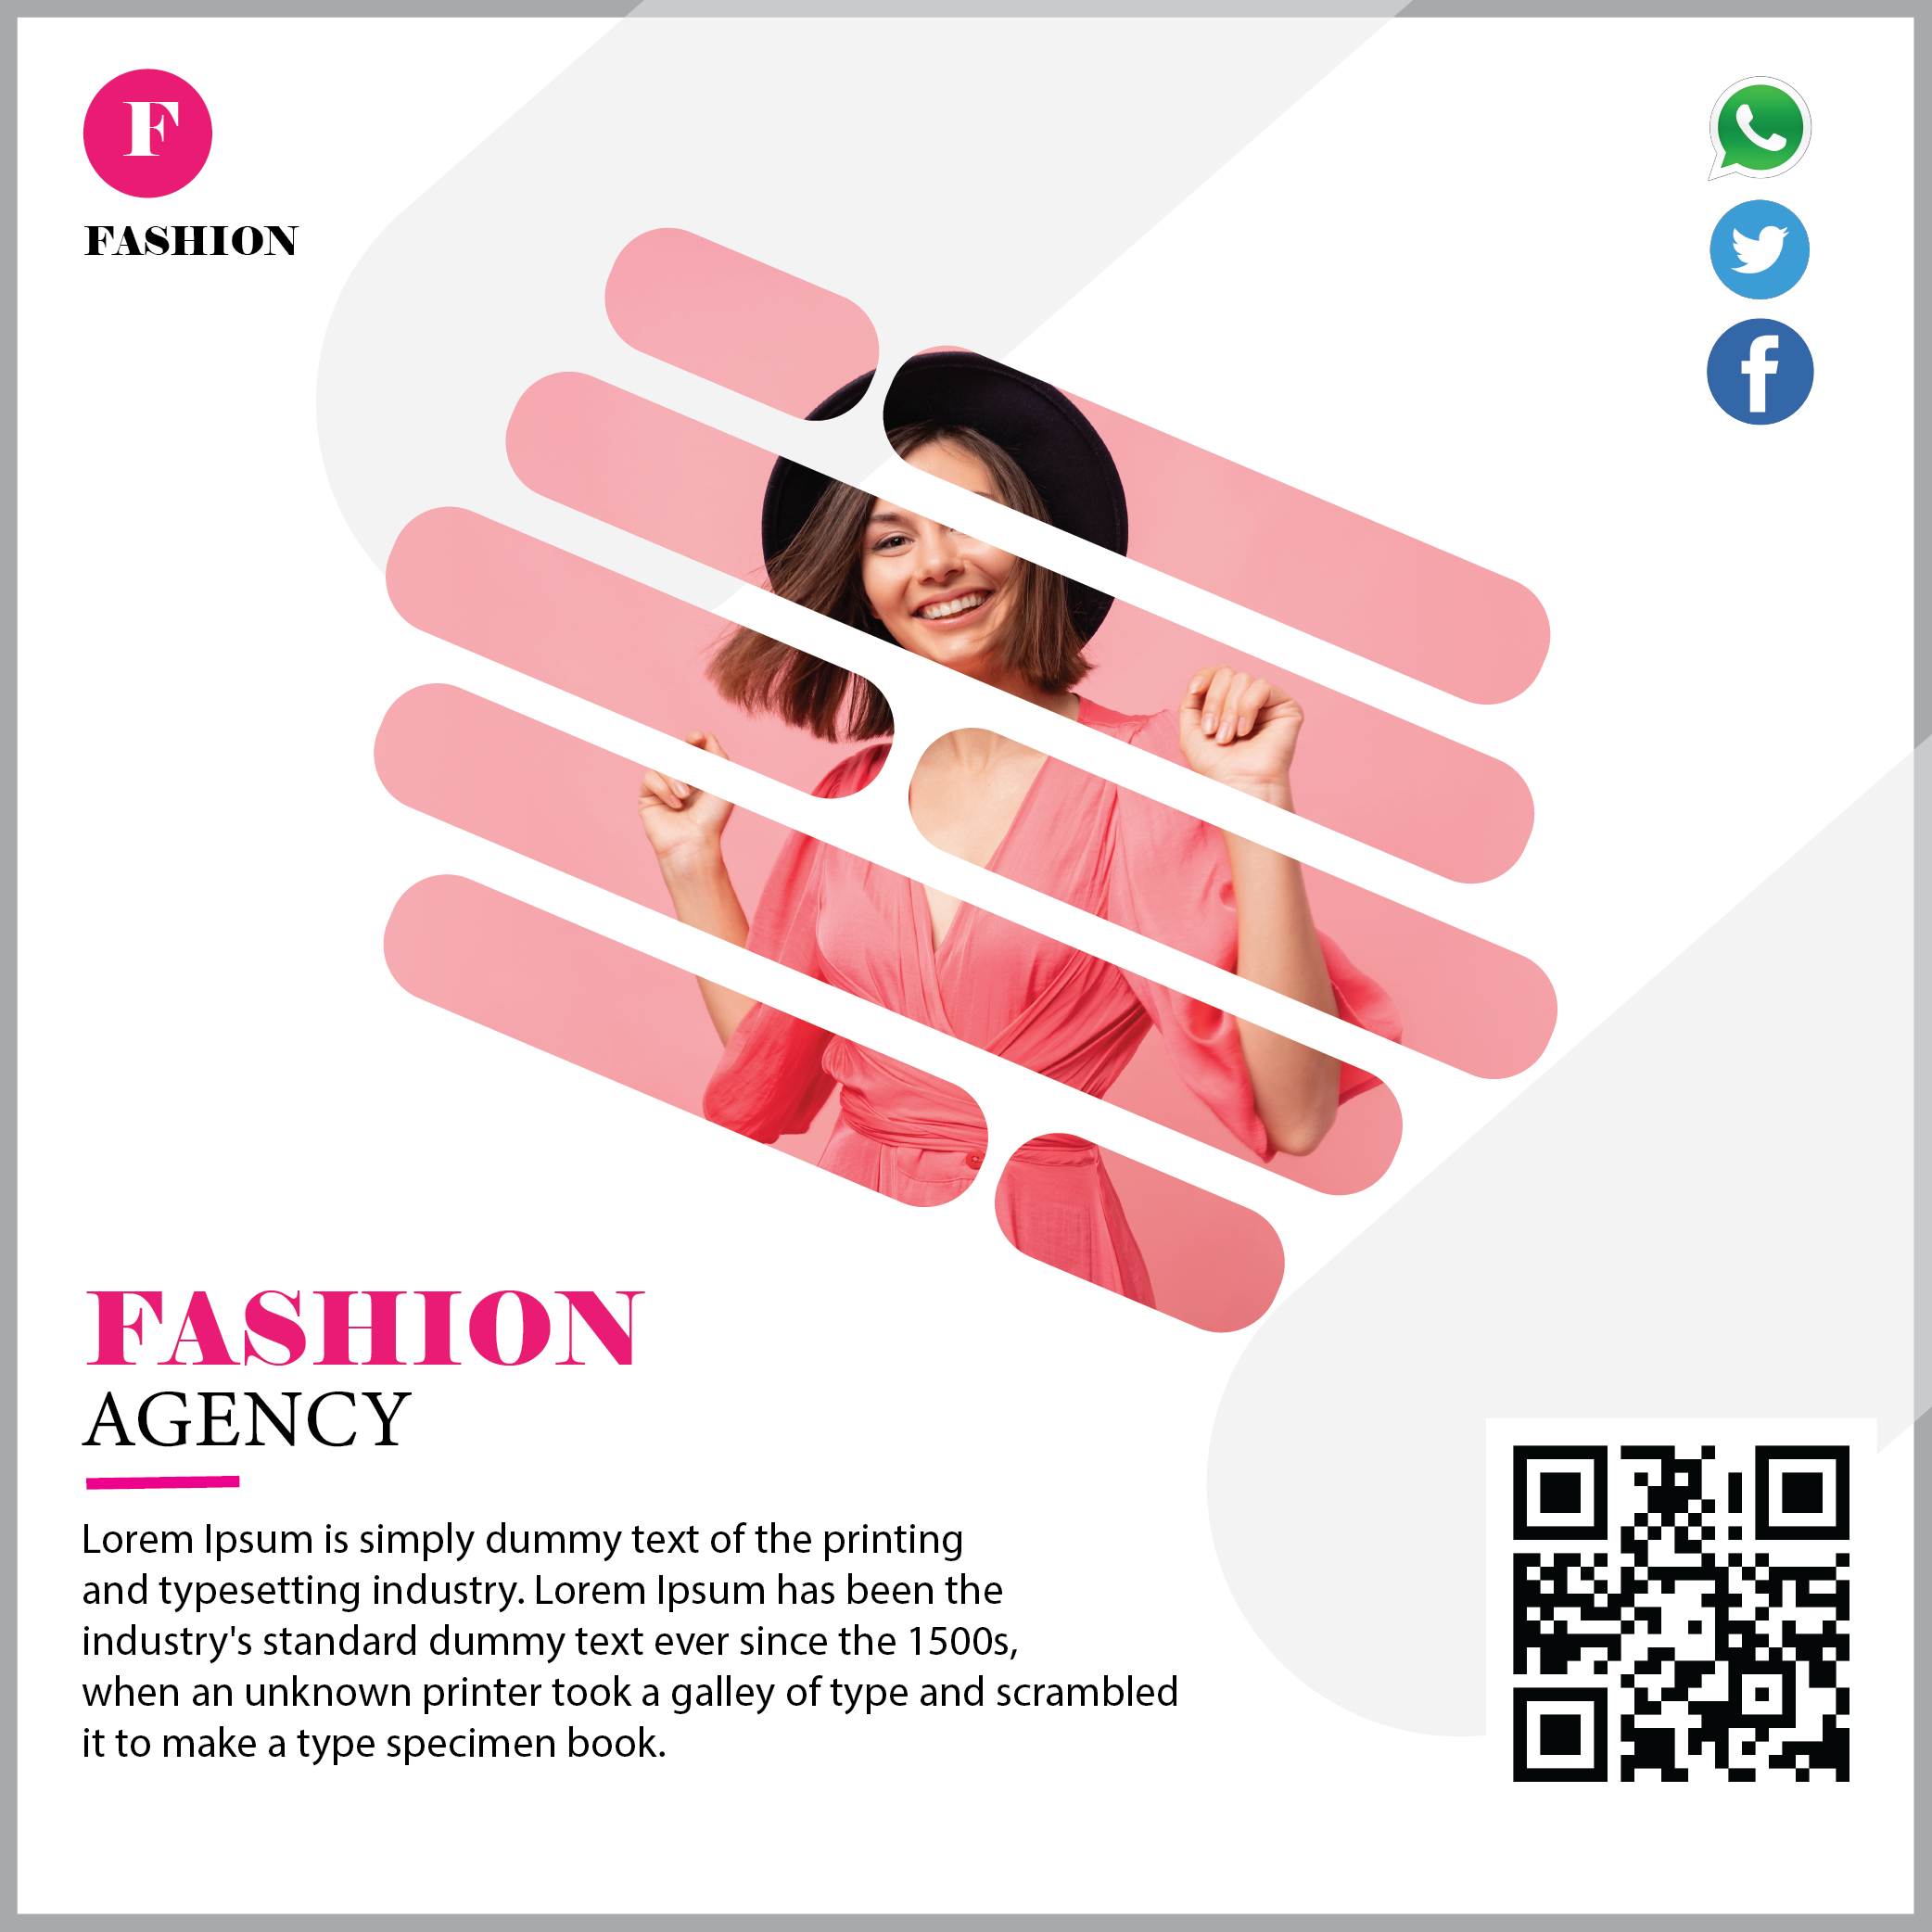 F
FASHION
FASHION
AGENCY
Lorem Ipsum is simply dummy text of the printing
and typesetting industry. Lorem Ipsum has been the
industry's standard dummy text ever since the 1500s,
when an unknown printer took a galley of type and scrambled
it to make a type specimen book.